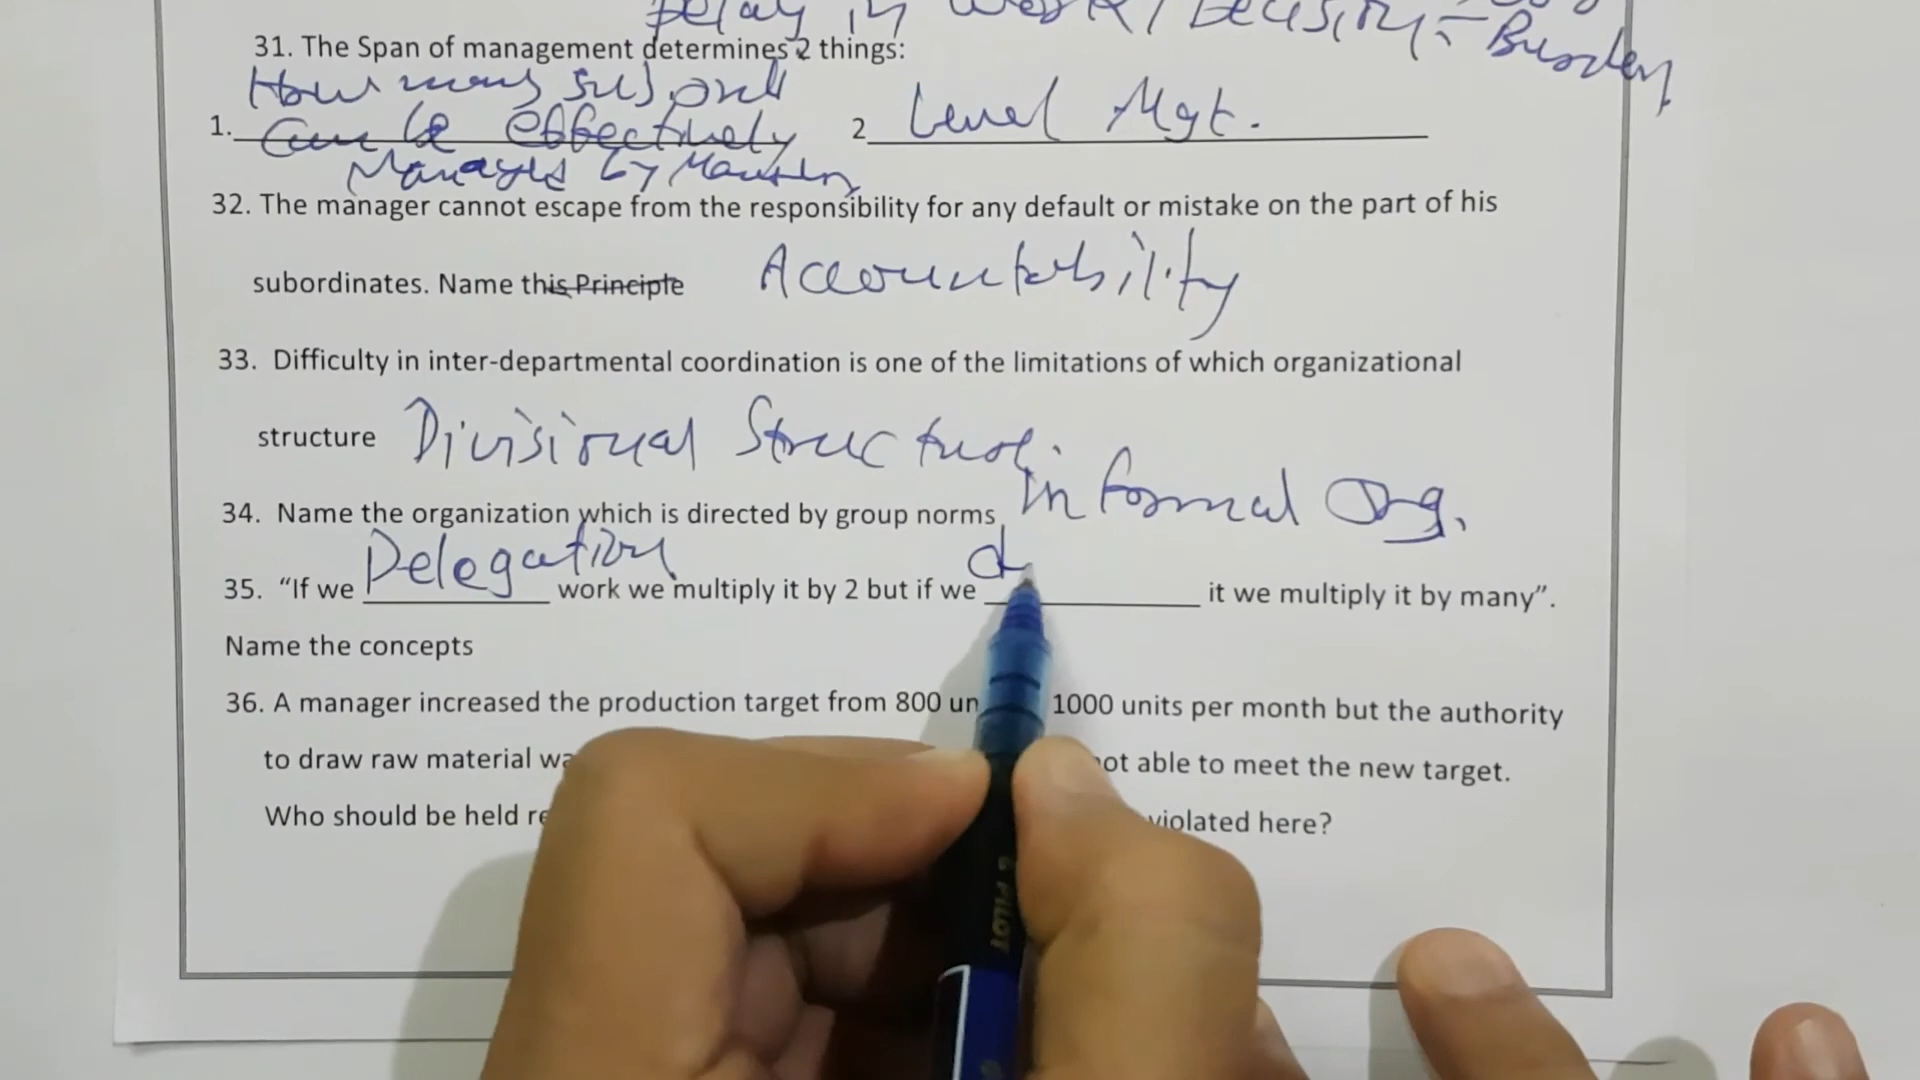 Delay in Work / Decision, - Burden
31. The Span of management determines 2 things:
How many
1. Can be effectively 2 Level Mgt.
Managed by
32. The manager cannot escape from the responsibility for any default or mistake on the part of his
subordinates. Name this Principle Accountability
33. Difficulty in inter-departmental coordination is one of the limitations of which organizational
structure Divisional Structure.
34. Name the organization which is directed by group norms Informal Org.
35. “If we Delegation work we multiply it by 2 but if we d it we multiply it by many”.
Name the concepts
36. A manager increased the production target from 800 un 1000 units per month but the authority
to draw raw material wa ot able to meet the new target.
Who should be held re violated here?
PILOT